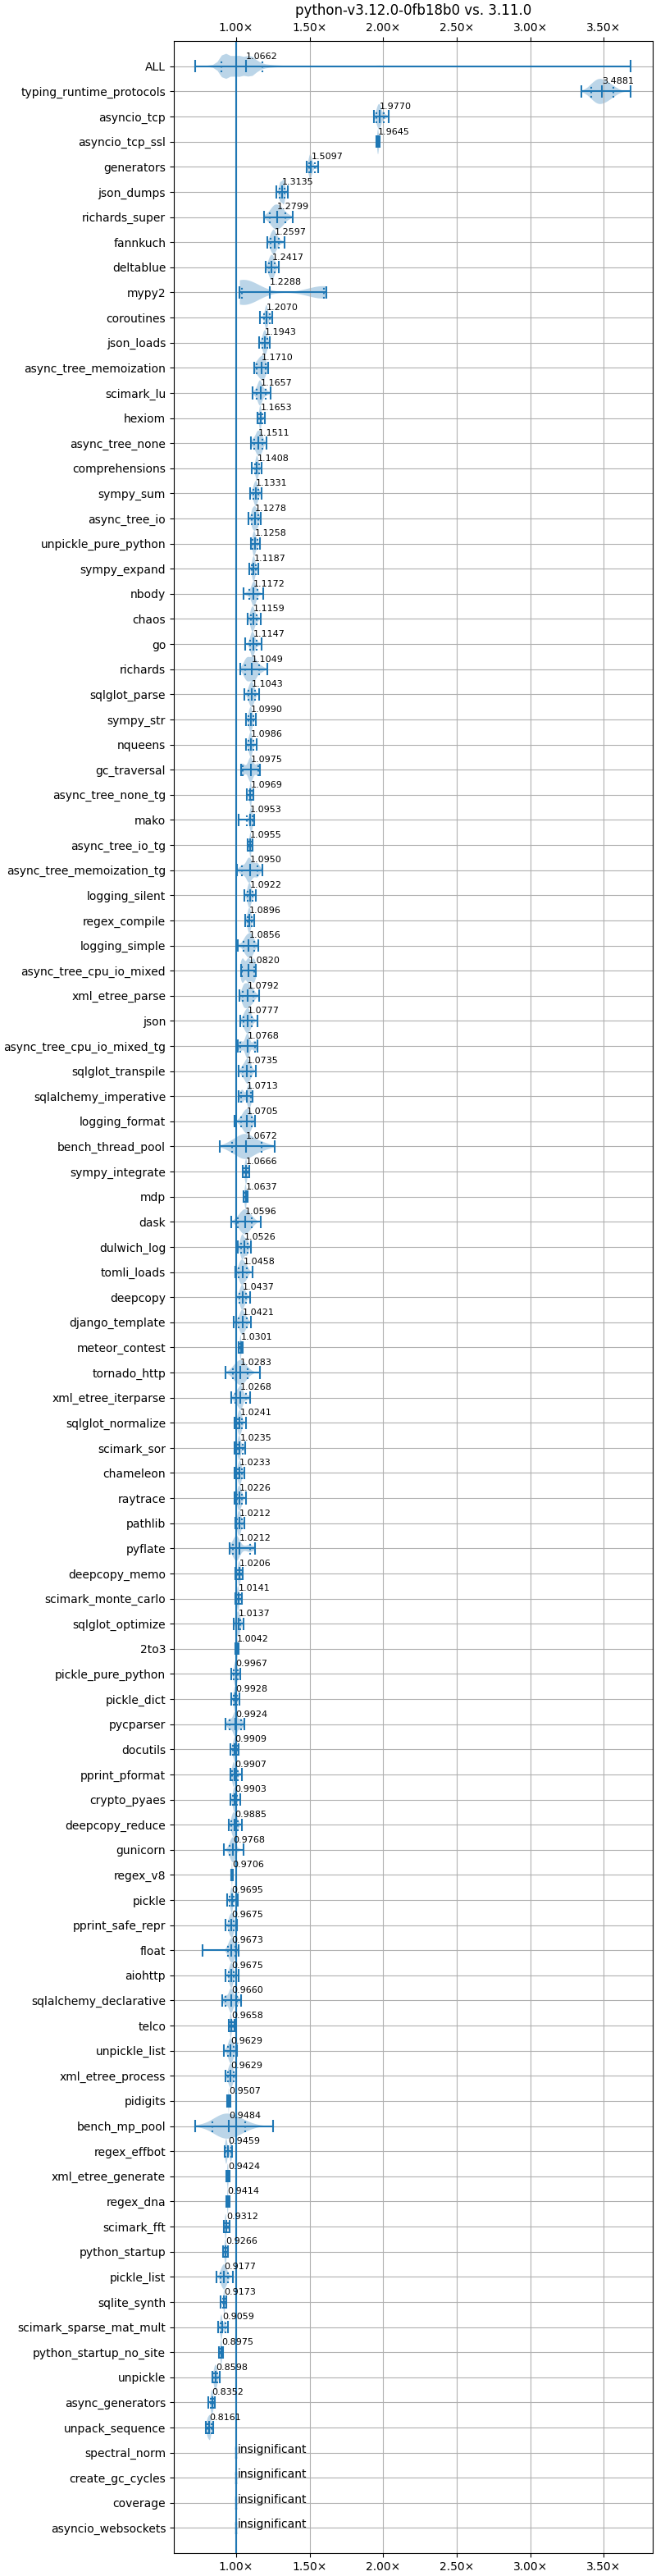 python-v3.12.0-0fb18b0 vs. 3.11.0
1.00× 1.50× 2.00× 2.50× 3.00× 3.50×
ALL 1.0662
typing_runtime_protocols 3.4881
asyncio_tcp 1.9770
asyncio_tcp_ssl 1.9645
generators 1.5097
json_dumps 1.3135
richards_super 1.2799
fannkuch 1.2597
deltablue 1.2417
mypy2 1.2288
coroutines 1.2070
json_loads 1.1943
async_tree_memoization 1.1710
scimark_lu 1.1657
hexiom 1.1653
async_tree_none 1.1511
comprehensions 1.1408
sympy_sum 1.1331
async_tree_io 1.1278
unpickle_pure_python 1.1258
sympy_expand 1.1187
nbody 1.1172
chaos 1.1159
go 1.1147
richards 1.1049
sqlglot_parse 1.1043
sympy_str 1.0990
nqueens 1.0986
gc_traversal 1.0975
async_tree_none_tg 1.0969
mako 1.0953
async_tree_io_tg 1.0955
async_tree_memoization_tg 1.0950
logging_silent 1.0922
regex_compile 1.0896
logging_simple 1.0856
async_tree_cpu_io_mixed 1.0820
xml_etree_parse 1.0792
json 1.0777
async_tree_cpu_io_mixed_tg 1.0768
sqlglot_transpile 1.0735
sqlalchemy_imperative 1.0713
logging_format 1.0705
bench_thread_pool 1.0672
sympy_integrate 1.0666
mdp 1.0637
dask 1.0596
dulwich_log 1.0526
tomli_loads 1.0458
deepcopy 1.0437
django_template 1.0421
meteor_contest 1.0301
tornado_http 1.0283
xml_etree_iterparse 1.0268
sqlglot_normalize 1.0241
scimark_sor 1.0235
chameleon 1.0233
raytrace 1.0226
pathlib 1.0212
pyflate 1.0212
deepcopy_memo 1.0206
scimark_monte_carlo 1.0141
sqlglot_optimize 1.0137
2to3 1.0042
pickle_pure_python 0.9967
pickle_dict 0.9928
pycparser 0.9924
docutils 0.9909
pprint_pformat 0.9907
crypto_pyaes 0.9903
deepcopy_reduce 0.9885
gunicorn 0.9768
regex_v8 0.9706
pickle 0.9695
pprint_safe_repr 0.9675
float 0.9673
aiohttp 0.9675
sqlalchemy_declarative 0.9660
telco 0.9658
unpickle_list 0.9629
xml_etree_process 0.9629
pidigits 0.9507
bench_mp_pool 0.9484
regex_effbot 0.9459
xml_etree_generate 0.9424
regex_dna 0.9414
scimark_fft 0.9312
python_startup 0.9266
pickle_list 0.9177
sqlite_synth 0.9173
scimark_sparse_mat_mult 0.9059
python_startup_no_site 0.8975
unpickle 0.8598
async_generators 0.8352
unpack_sequence 0.8161
spectral_norm insignificant
create_gc_cycles insignificant
coverage insignificant
asyncio_websockets insignificant
1.00× 1.50× 2.00× 2.50× 3.00× 3.50×